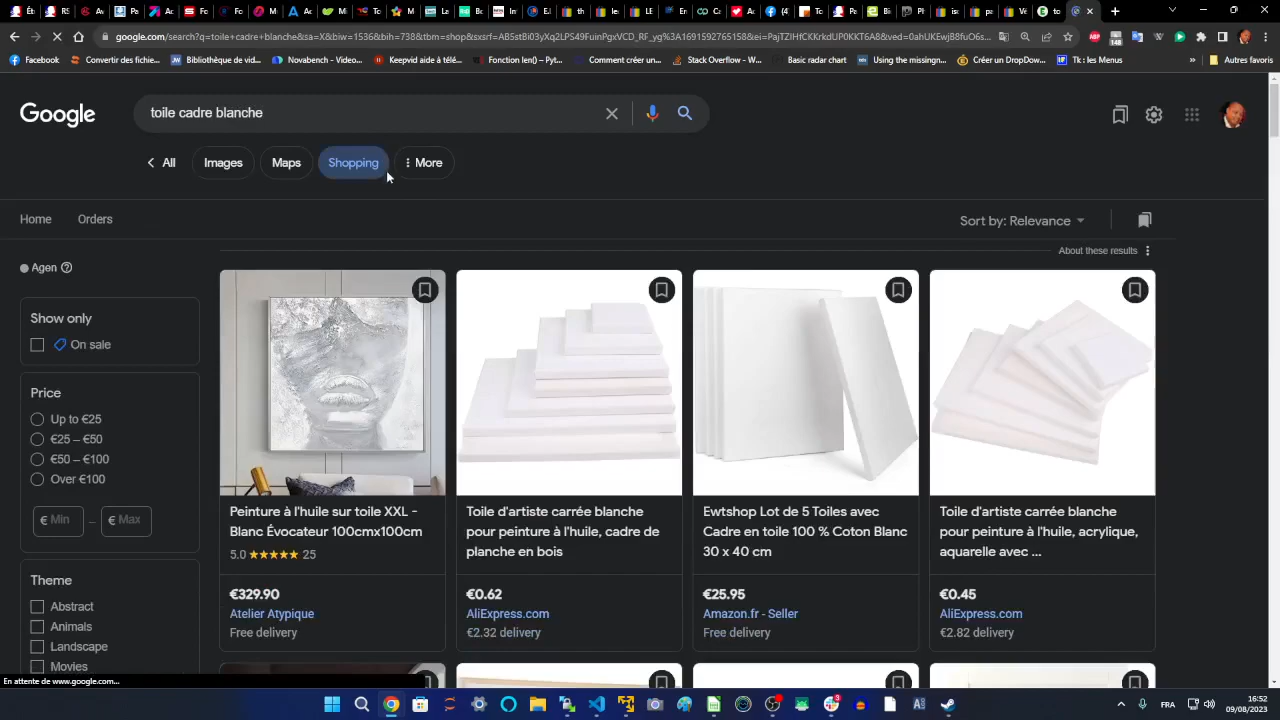 google.com/search?q=toile+cadre+blanche&sa=X&biw=1536&bih=738&tbm=shop&sxsrf=AB5stBi03yXq2LPS49FuinPgxVCD_RF_yg%3A1691592765158&ei=PajTZIHfCKkrkdUP0KKT6A8&ved=0ahUKEwjB8fuO6s...
Facebook
Convertir des fichie...
Bibliothèque de vid...
Novabench - Video...
Keepvid aide à télé...
Fonction len() – Pyt...
Comment créer un...
Stack Overflow - W...
Basic radar chart
Using the missingn...
Créer un DropDow...
Tk : les Menus
»
Autres favoris
Google
toile cadre blanche
All
Images
Maps
Shopping
More
Home
Orders
Sort by: Relevance
About these results
Agen
Show only
On sale
Price
Up to €25
€25 – €50
€50 – €100
Over €100
€ Min
–
€ Max
Theme
Abstract
Animals
Landscape
Movies
Peinture à l'huile sur toile XXL -
Blanc Évocateur 100cmx100cm
5.0 ★★★★★ 25
€329.90
Atelier Atypique
Free delivery
Toile d'artiste carrée blanche
pour peinture à l'huile, cadre de
planche en bois
€0.62
AliExpress.com
€2.32 delivery
Ewtshop Lot de 5 Toiles avec
Cadre en toile 100 % Coton Blanc
30 x 40 cm
€25.95
Amazon.fr - Seller
Free delivery
Toile d'artiste carrée blanche
pour peinture à l'huile, acrylique,
aquarelle avec ...
€0.45
AliExpress.com
€2.82 delivery
En attente de www.google.com...
FRA
16:52
09/08/2023